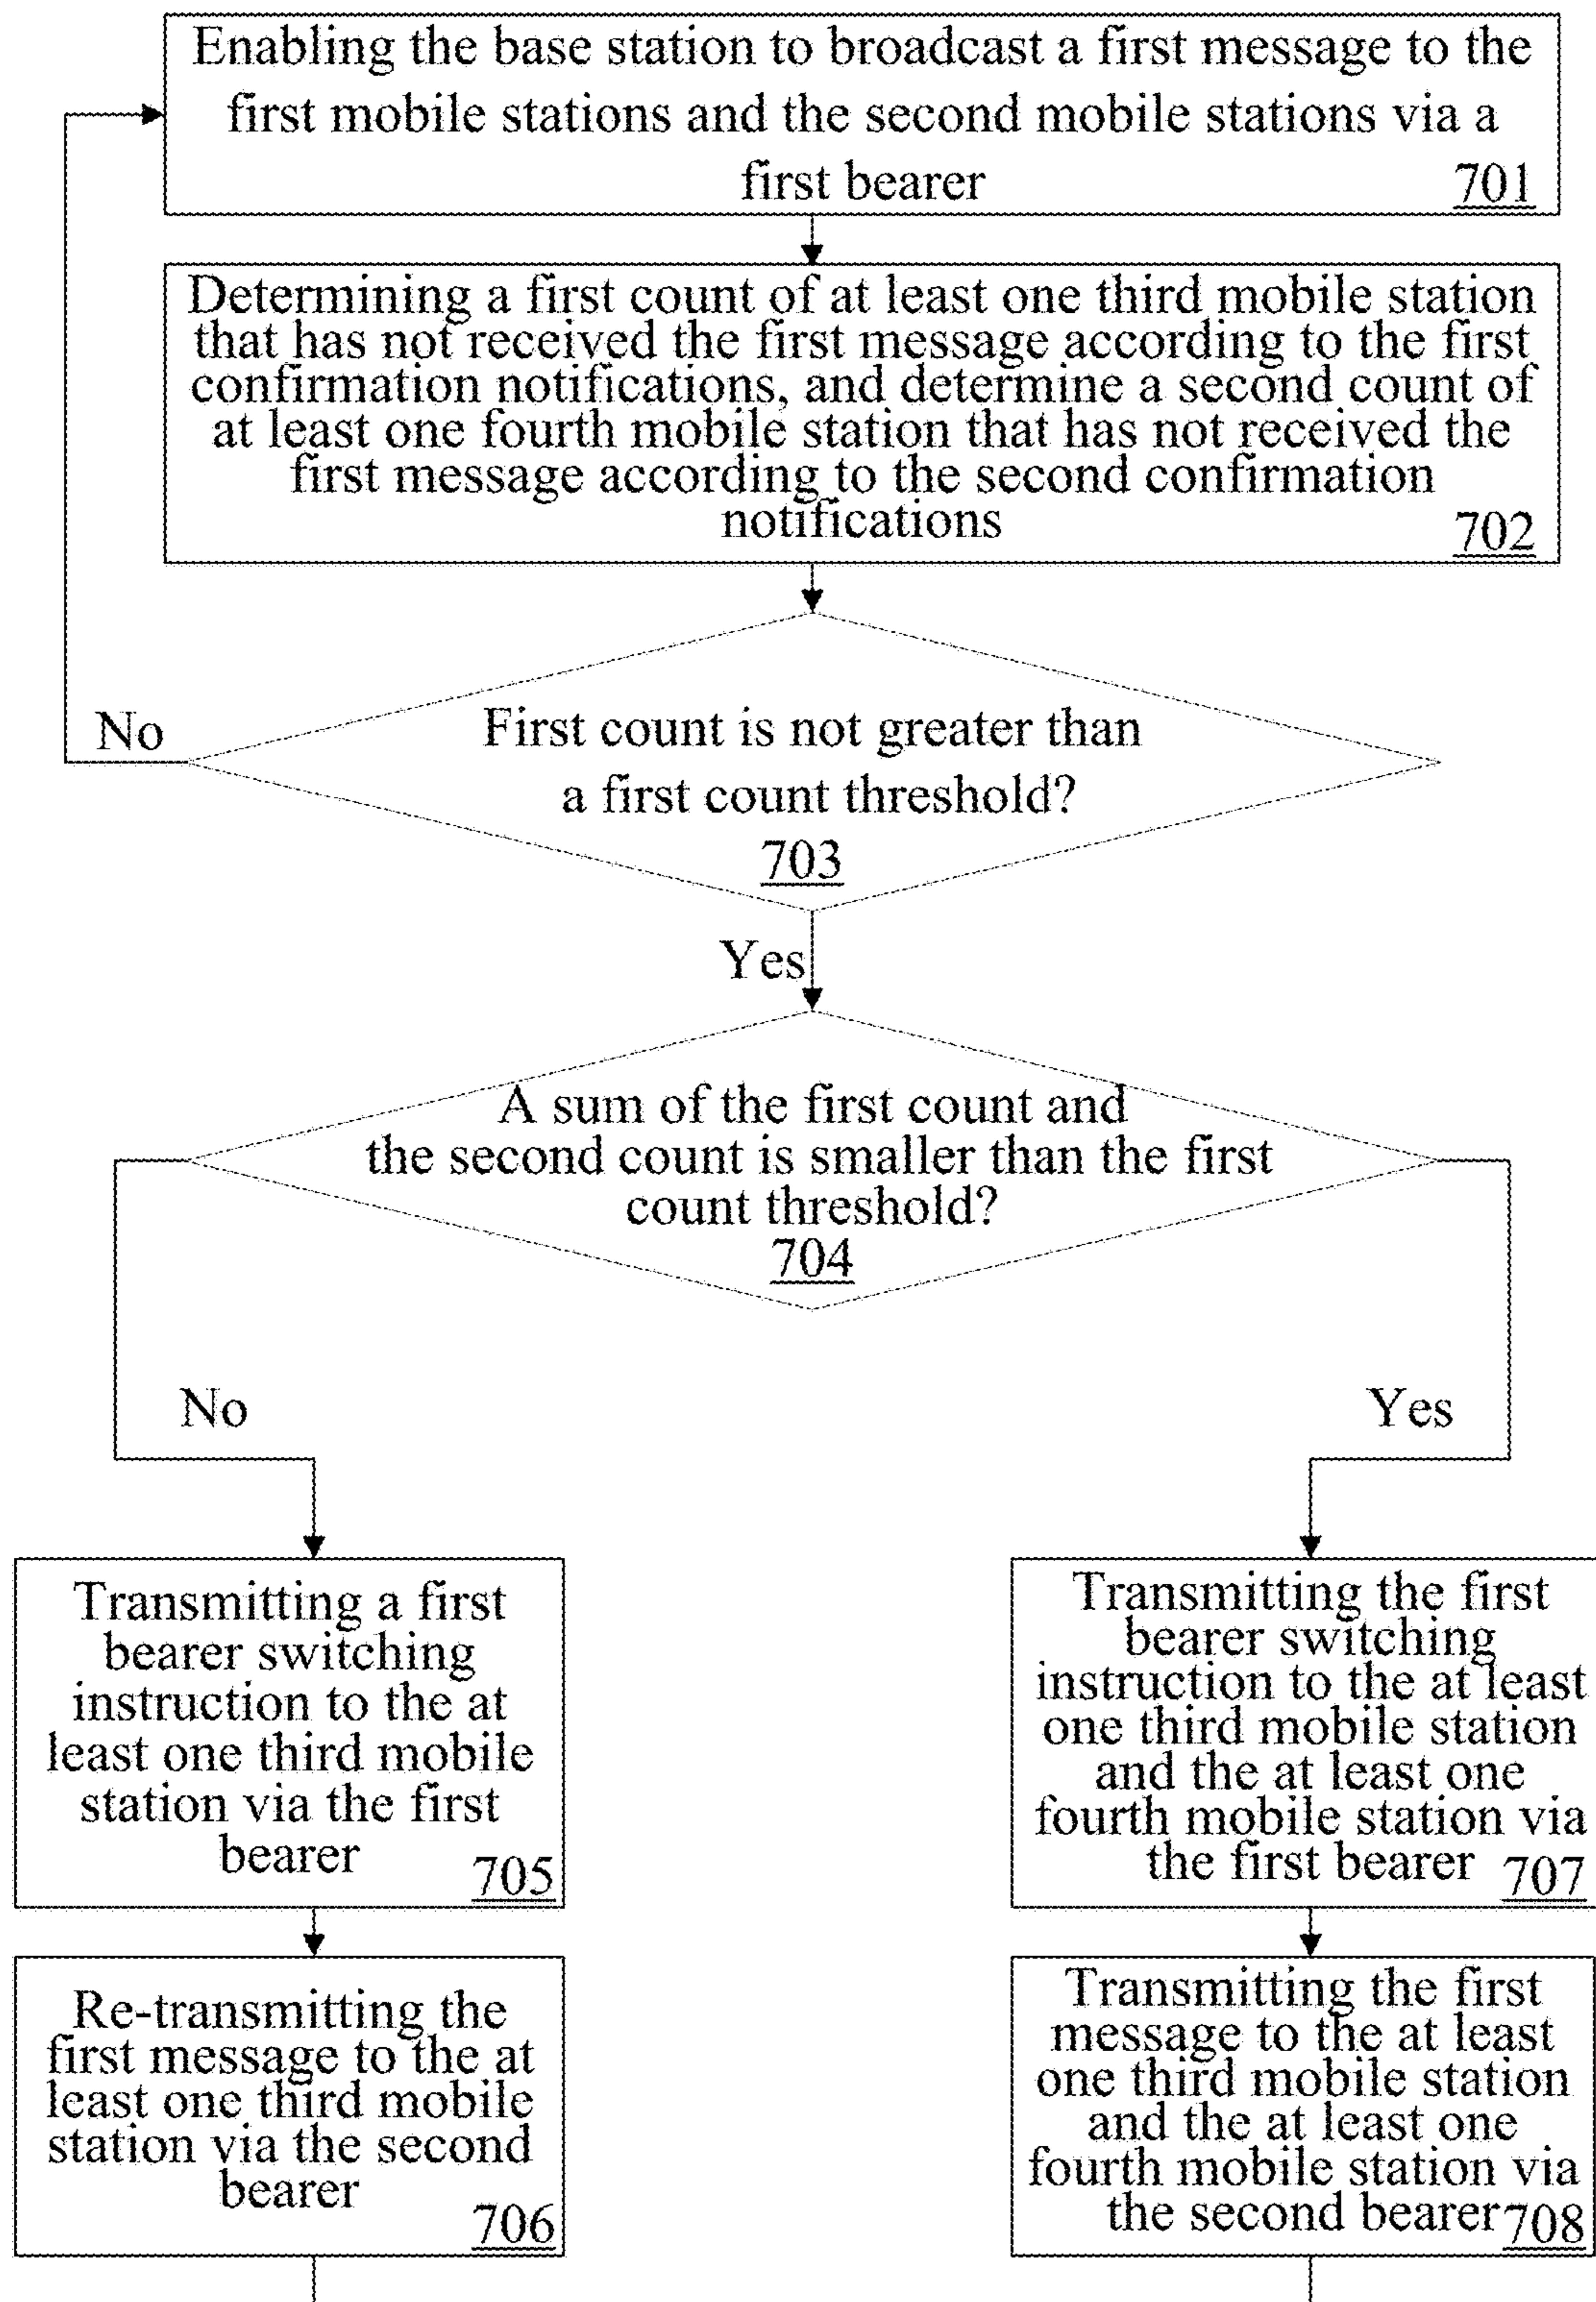 Enabling the base station to broadcast a first message to the
first mobile stations and the second mobile stations via a
first bearer
701
Determining a first count of at least one third mobile station
that has not received the first message according to the first
confirmation notifications, and determine a second count of
at least one fourth mobile station that has not received the
first message according to the second confirmation
notifications
702
No
First count is not greater than
a first count threshold?
703
Yes
A sum of the first count and
the second count is smaller than the first
count threshold?
704
No
Yes
Transmitting a first
bearer switching
instruction to the at
least one third mobile
station via the first
bearer
705
Transmitting the first
bearer switching
instruction to the at least
one third mobile station
and the at least one
fourth mobile station via
the first bearer 707
Re-transmitting the
first message to the at
least one third mobile
station via the second
bearer
706
Transmitting the first
message to the at least
one third mobile station
and the at least one
fourth mobile station via
the second bearer 708